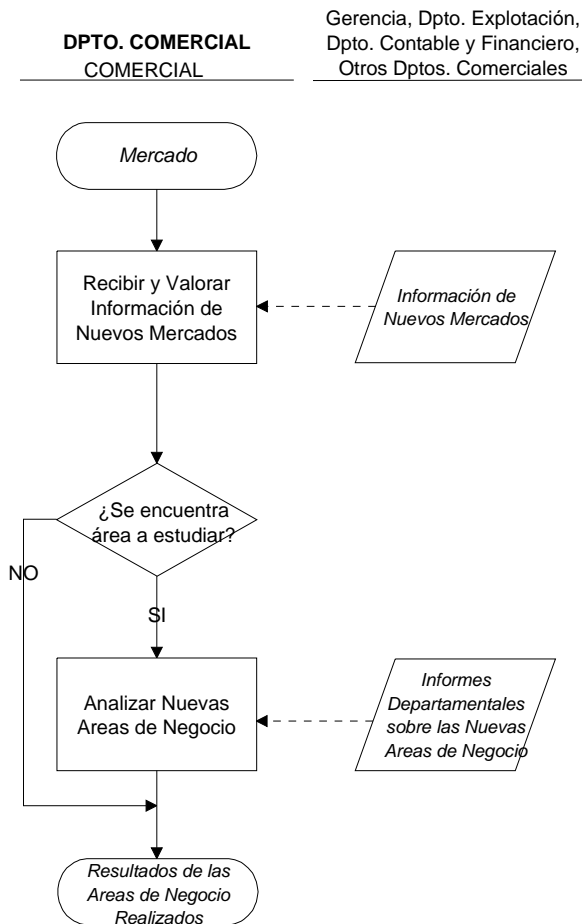 DPTO. COMERCIAL
COMERCIAL
Gerencia, Dpto. Explotación,
Dpto. Contable y Financiero,
Otros Dptos. Comerciales
Mercado
Recibir y Valorar
Información de
Nuevos Mercados
Información de
Nuevos Mercados
¿Se encuentra
área a estudiar?
NO
SI
Analizar Nuevas
Areas de Negocio
Informes
Departamentales
sobre las Nuevas
Areas de Negocio
Resultados de las
Areas de Negocio
Realizados